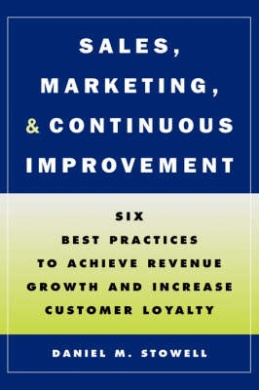 SALES,
MARKETING,
& CONTINUOUS
IMPROVEMENT
SIX
BEST PRACTICES
TO ACHIEVE REVENUE
GROWTH AND INCREASE
CUSTOMER LOYALTY
DANIEL M. STOWELL